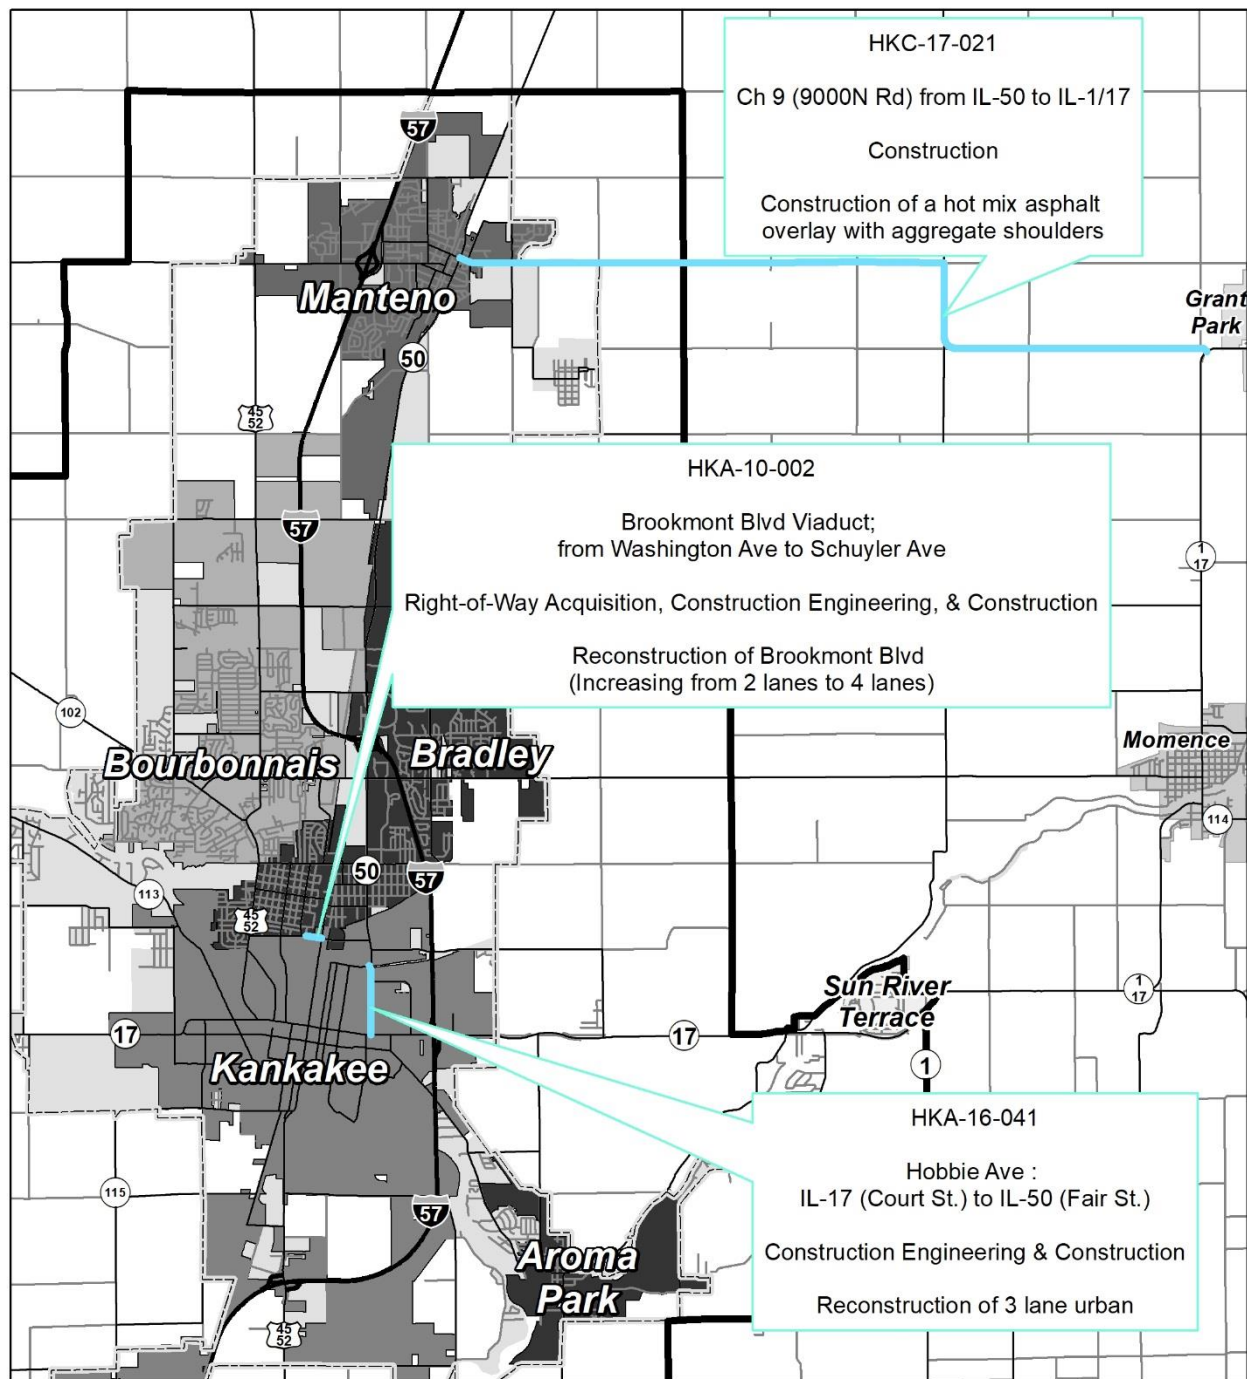 HKC-17-021
Ch 9 (9000N Rd) from IL-50 to IL-1/17
Construction
Construction of a hot mix asphalt
overlay with aggregate shoulders
57
Manteno
Grant
Park
50
45
52
HKA-10-002
Brookmont Blvd Viaduct;
from Washington Ave to Schuyler Ave
Right-of-Way Acquisition, Construction Engineering, & Construction
Reconstruction of Brookmont Blvd
(Increasing from 2 lanes to 4 lanes)
57
1
17
102
Bourbonnais
Bradley
Momence
114
50
57
113
45
52
Sun River
Terrace
1
17
17
17
Kankakee
1
HKA-16-041
Hobbie Ave :
IL-17 (Court St.) to IL-50 (Fair St.)
Construction Engineering & Construction
Reconstruction of 3 lane urban
115
57
Aroma
Park
45
52